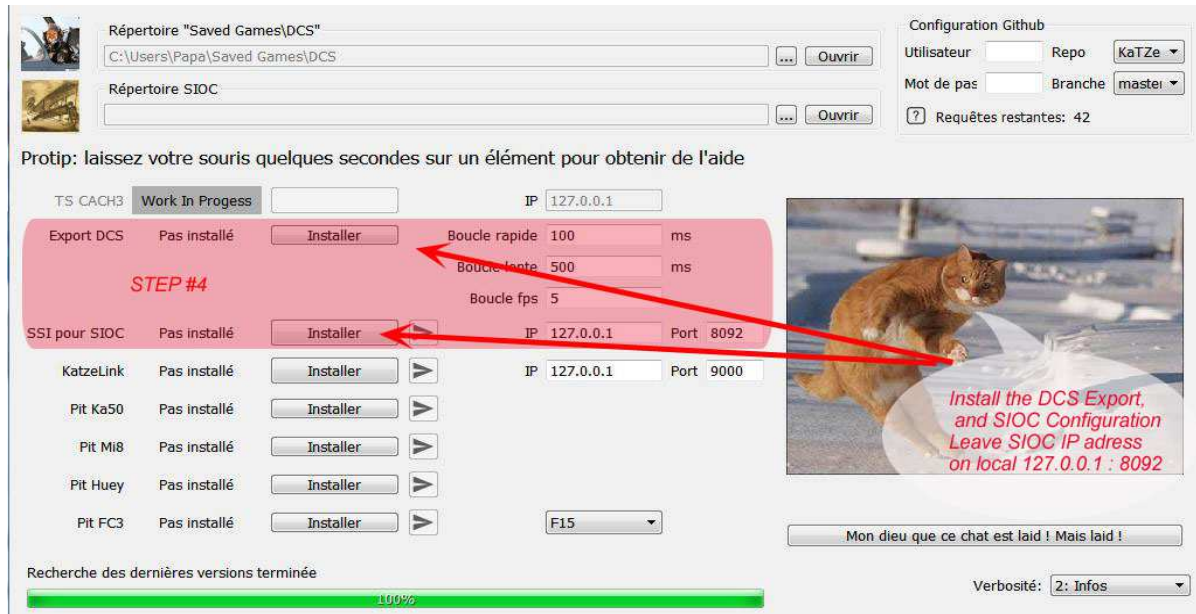 Répertoire "Saved Games\DCS"
C:\Users\Papa\Saved Games\DCS
... Ouvrir
Répertoire SIOC
... Ouvrir
Configuration Github
Utilisateur Repo KaTZe
Mot de pas Branche master
? Requêtes restantes: 42
Protip: laissez votre souris quelques secondes sur un élément pour obtenir de l'aide
TS CACH3 Work In Progess IP 127.0.0.1
Export DCS Pas installé Installer Boucle rapide 100 ms
Boucle lente 500 ms
STEP #4
Boucle fps 5
SSI pour SIOC Pas installé Installer IP 127.0.0.1 Port 8092
KatzeLink Pas installé Installer IP 127.0.0.1 Port 9000
Pit Ka50 Pas installé Installer
Pit Mi8 Pas installé Installer
Pit Huey Pas installé Installer
Pit FC3 Pas installé Installer F15
Install the DCS Export,
and SIOC Configuration
Leave SIOC IP adress
on local 127.0.0.1 : 8092
Mon dieu que ce chat est laid ! Mais laid !
Recherche des dernières versions terminée
100%
Verbosité: 2: Infos